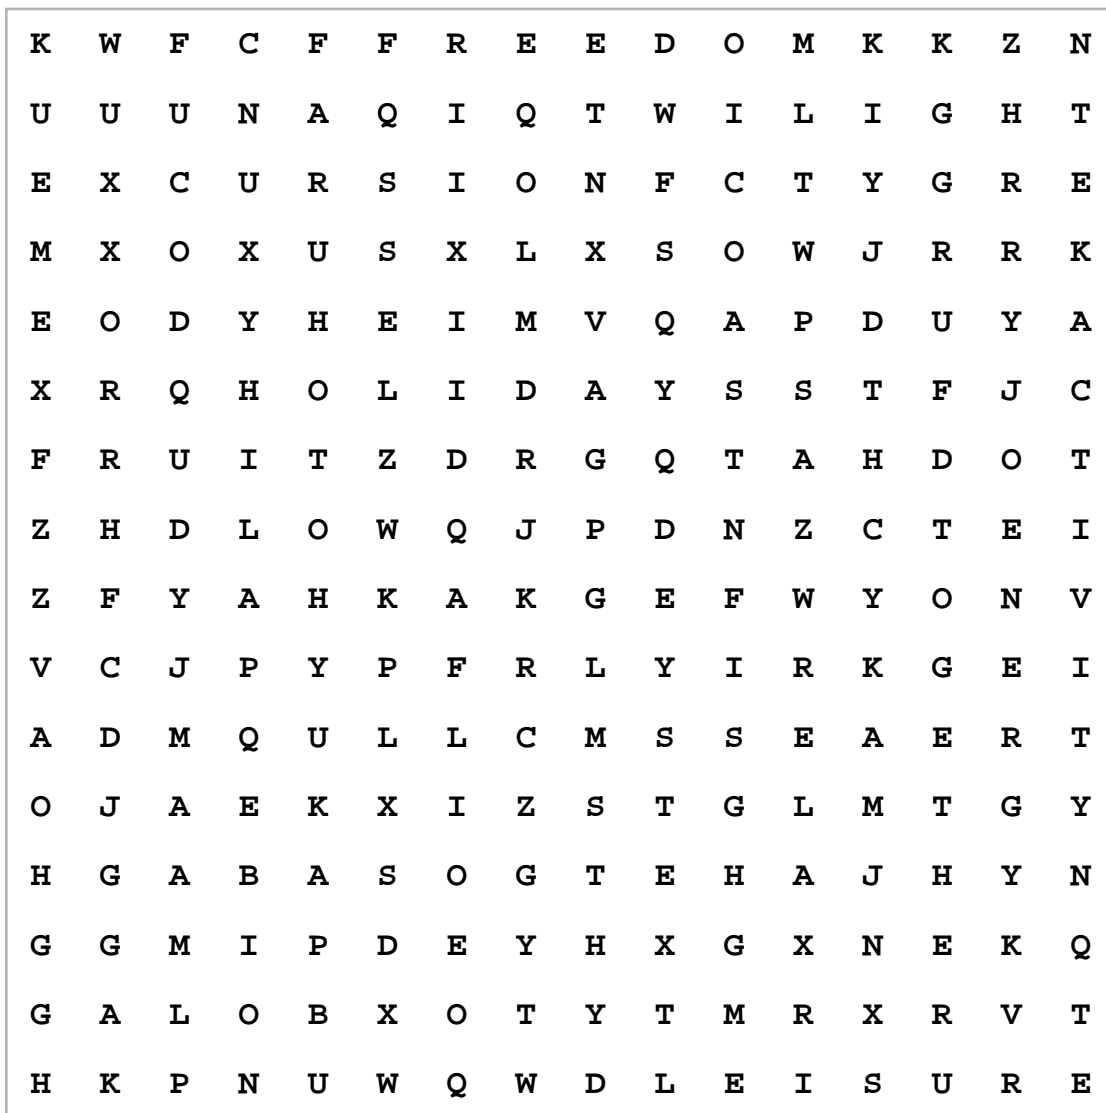 K W F C F F R E E D O M K K Z N
U U U N A Q I Q T W I L I G H T
E X C U R S I O N F C T Y G R E
M X O X U S X L X S O W J R R K
E O D Y H E I M V Q A P D U Y A
X R Q H O L I D A Y S S T F J C
F R U I T Z D R G Q T A H D O T
Z H D L O W Q J P D N Z C T E I
Z F Y A H K A K G E F W Y O N V
V C J P Y P F R L Y I R K G E I
A D M Q U L L C M S S E A E R T
O J A E K X I Z S T G L M T G Y
H G A B A S O G T E H A J H Y N
G G M I P D E Y H X G X N E K Q
G A L O B X O T Y T M R X R V T
H K P N U W Q W D L E I S U R E